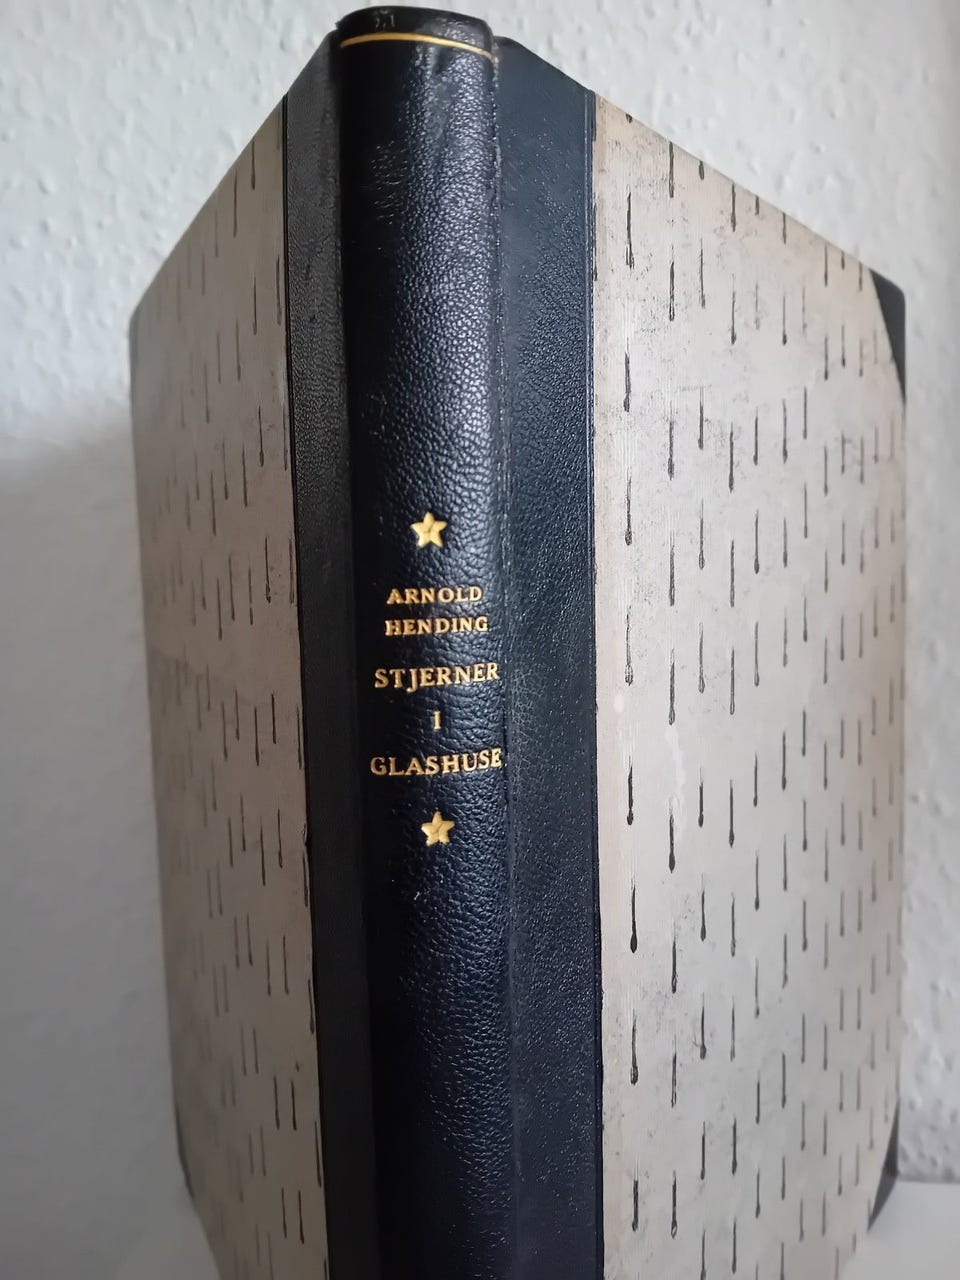 ARNOLD
HENDING
STJERNER
I
GLASHUSE